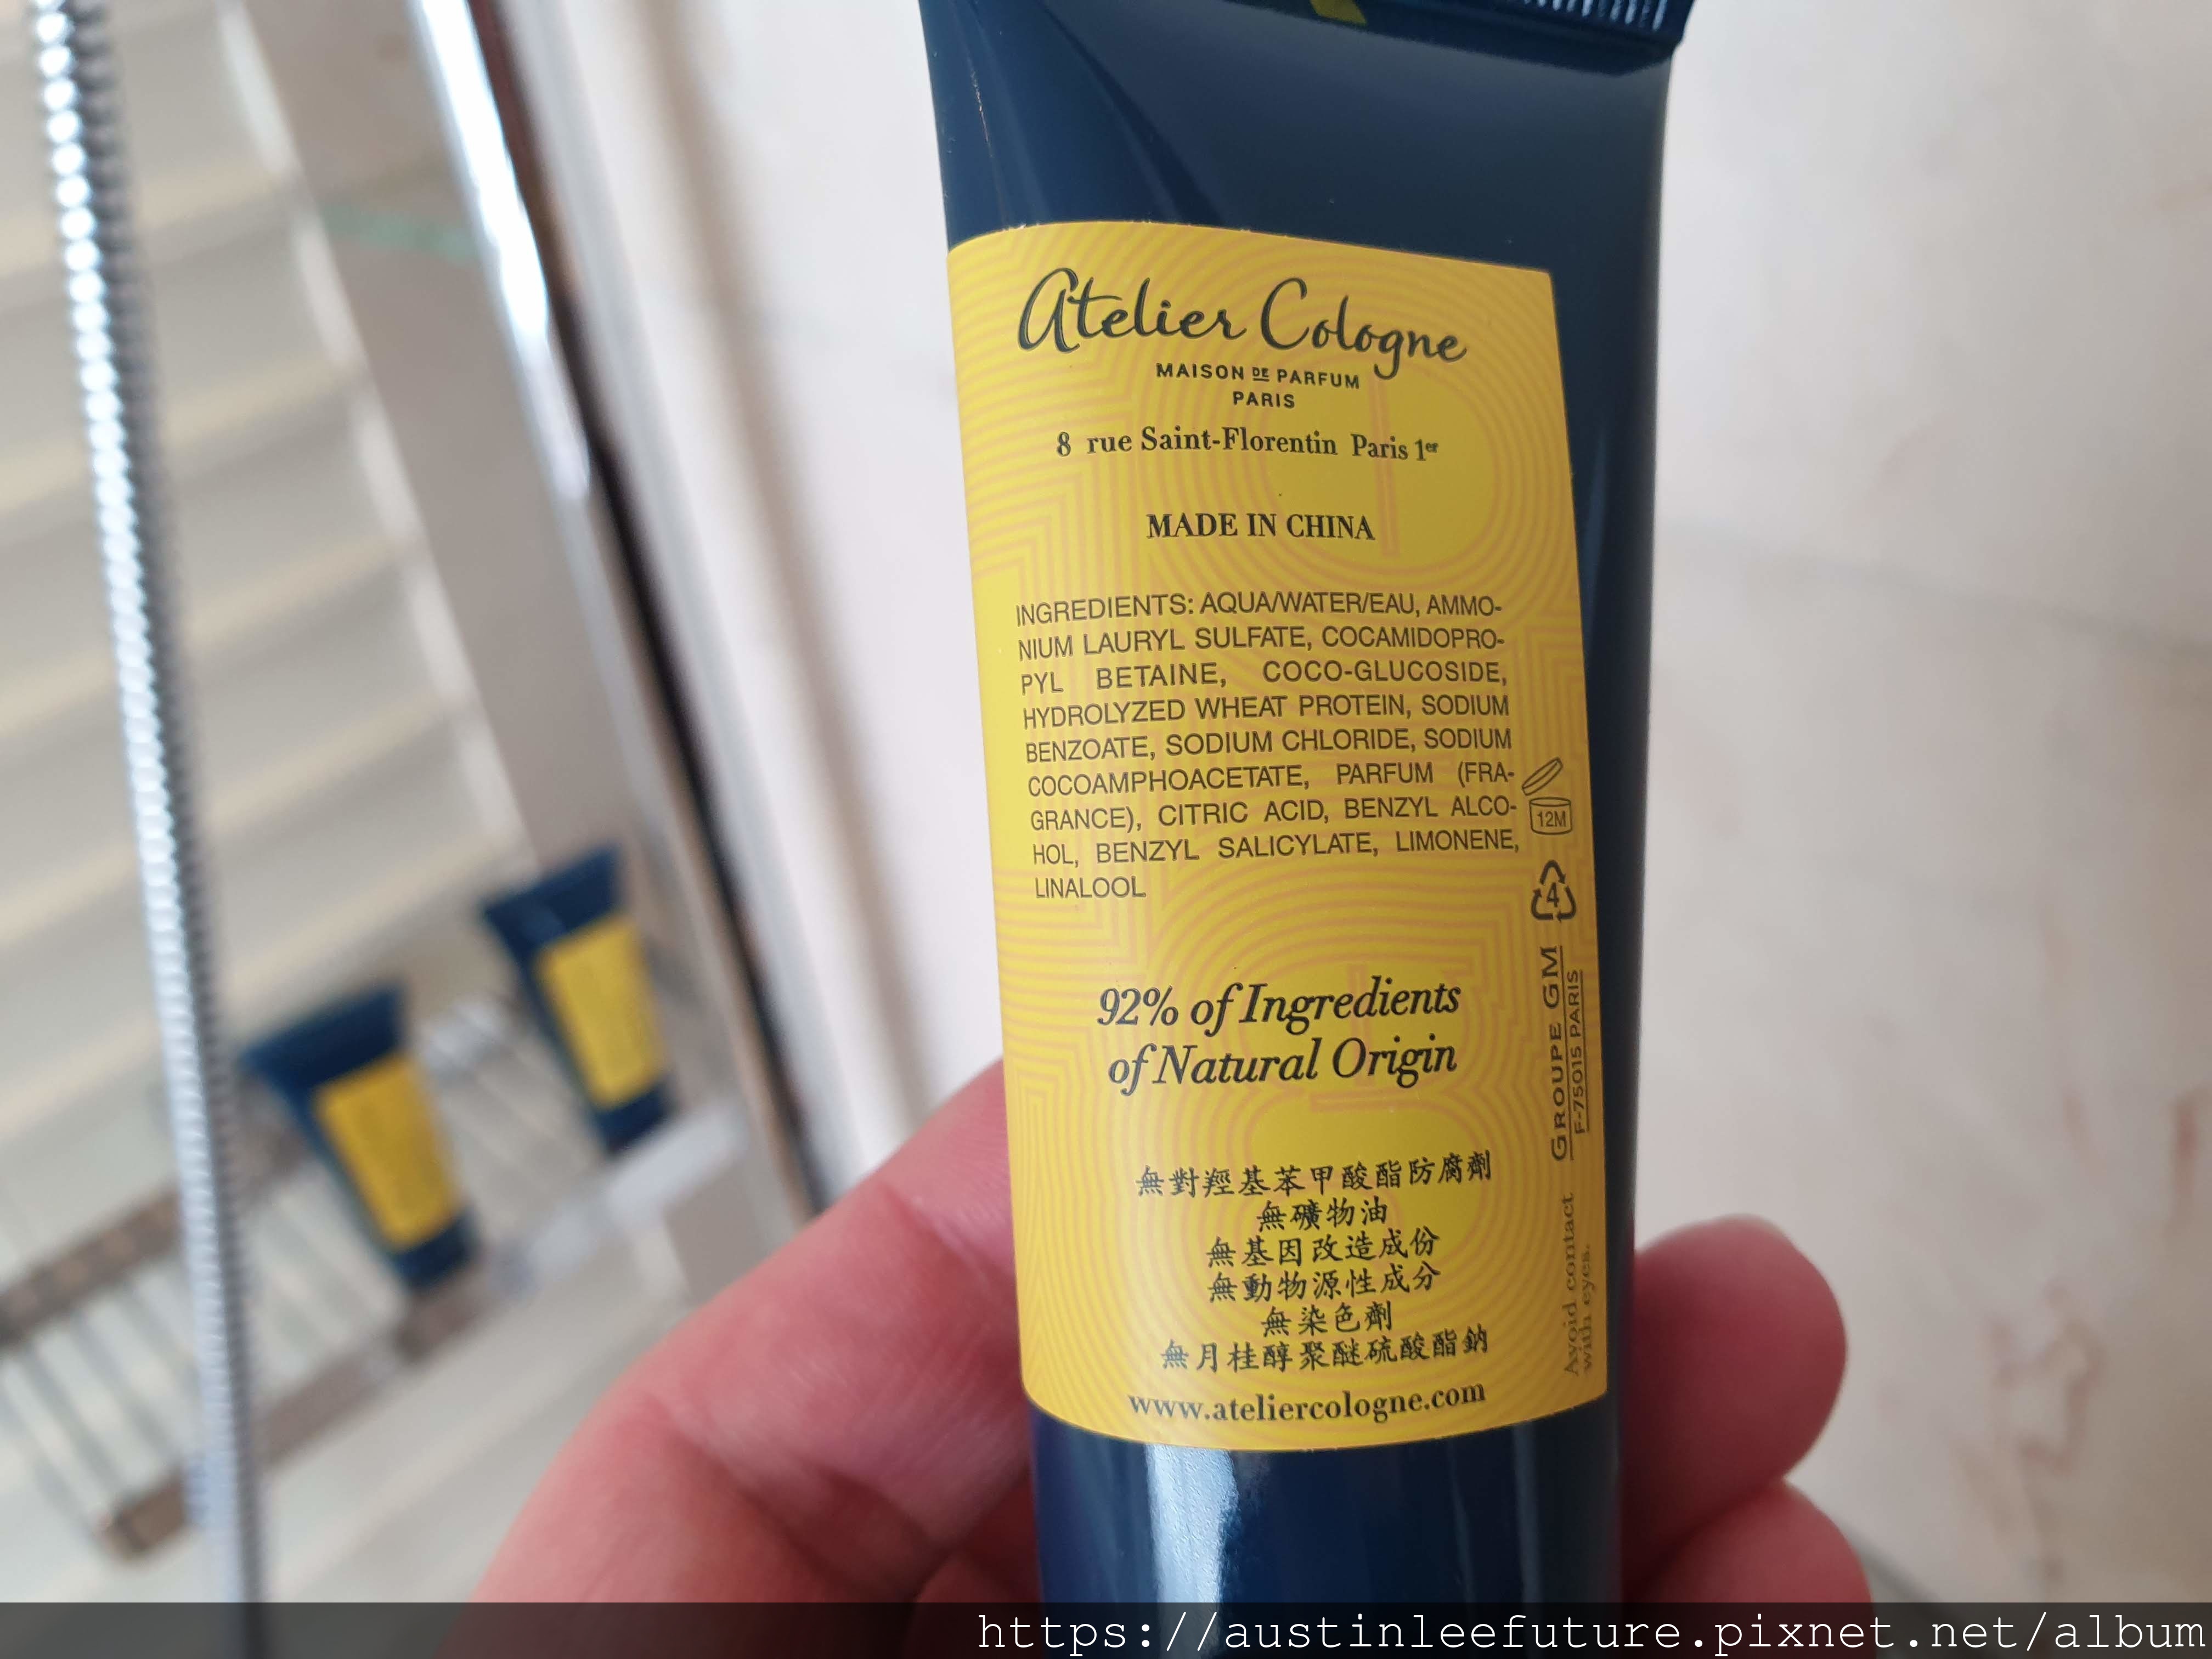 Atelier Cologne
MAISON DE PARFUM
PARIS
8 rue Saint-Florentin Paris 1er
MADE IN CHINA
INGREDIENTS: AQUA/WATER/EAU, AMMO-
NIUM LAURYL SULFATE, COCAMIDOPRO-
PYL BETAINE, COCO-GLUCOSIDE,
HYDROLYZED WHEAT PROTEIN, SODIUM
BENZOATE, SODIUM CHLORIDE, SODIUM
COCOAMPHOACETATE, PARFUM (FRA-
GRANCE), CITRIC ACID, BENZYL ALCO-
HOL, BENZYL SALICYLATE, LIMONENE,
LINALOOL
12M
4
92% of Ingredients
of Natural Origin
GROUPE GM
F-75015 PARIS
Avoid contact
with eyes.
無對羥基苯甲酸酯防腐劑
無礦物油
無基因改造成份
無動物源性成分
無染色劑
無月桂醇聚醚硫酸酯鈉
www.ateliercologne.com
https://austinleefuture.pixnet.net/album